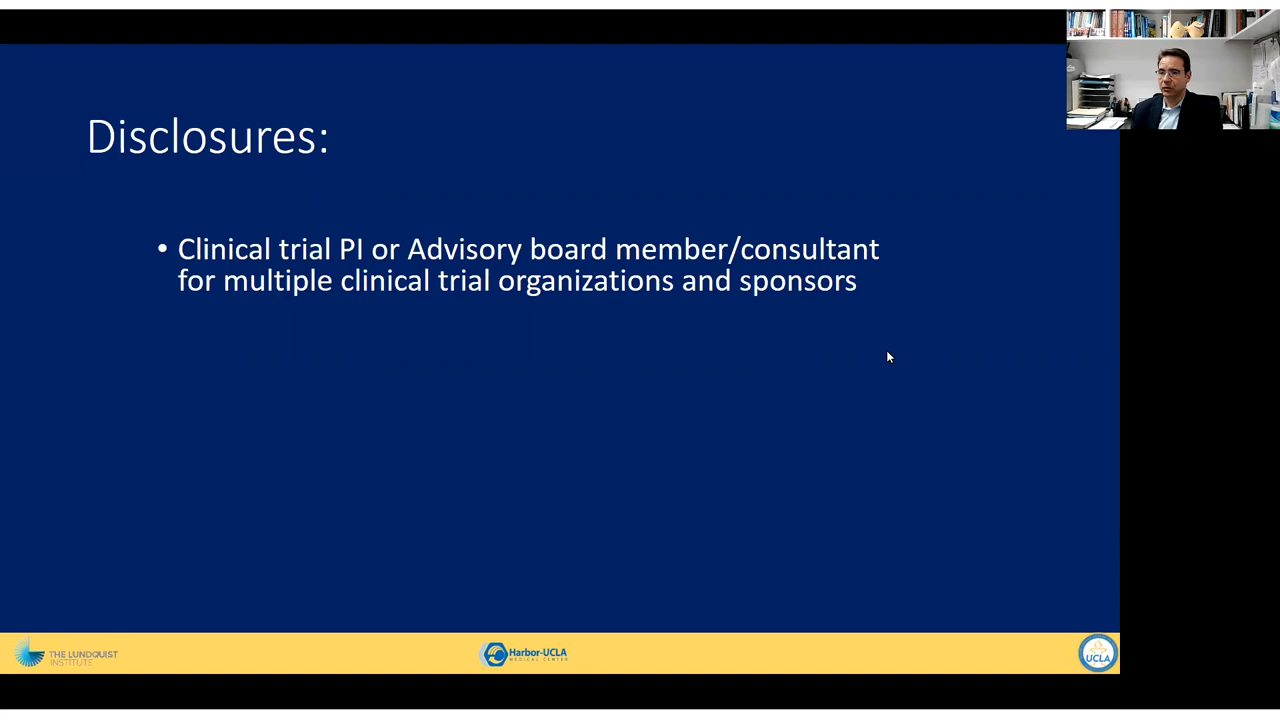 Disclosures:
• Clinical trial PI or Advisory board member/consultant
for multiple clinical trial organizations and sponsors
THE LUNDQUIST
INSTITUTE
Harbor-UCLA
MEDICAL CENTER
UCLA